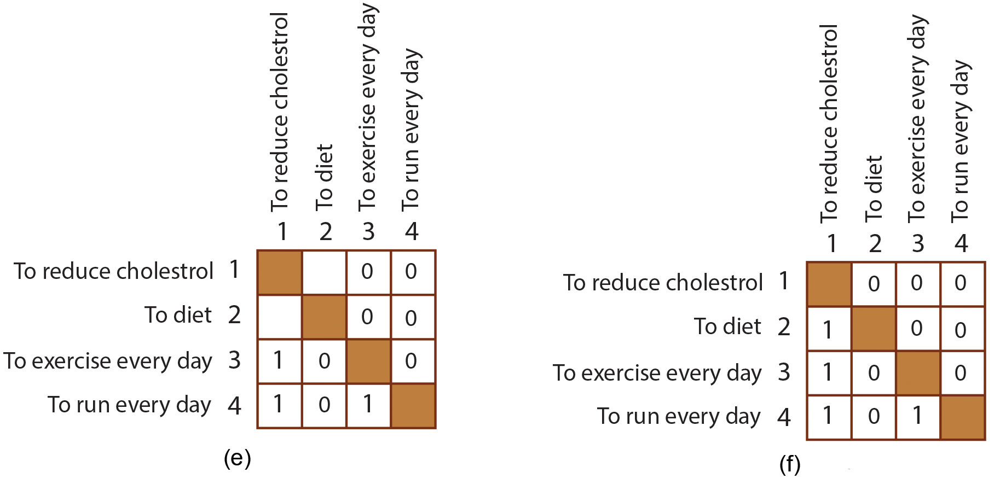 To reduce cholestrol
To diet
To exercise every day
To run every day
1 2 3 4
To reduce cholestrol 1 0 0
To diet 2 0 0
To exercise every day 3 1 0 0
To run every day 4 1 0 1
(e)
To reduce cholestrol
To diet
To exercise every day
To run every day
1 2 3 4
To reduce cholestrol 1 0 0 0
To diet 2 1 0 0
To exercise every day 3 1 0 0
To run every day 4 1 0 1
(f)